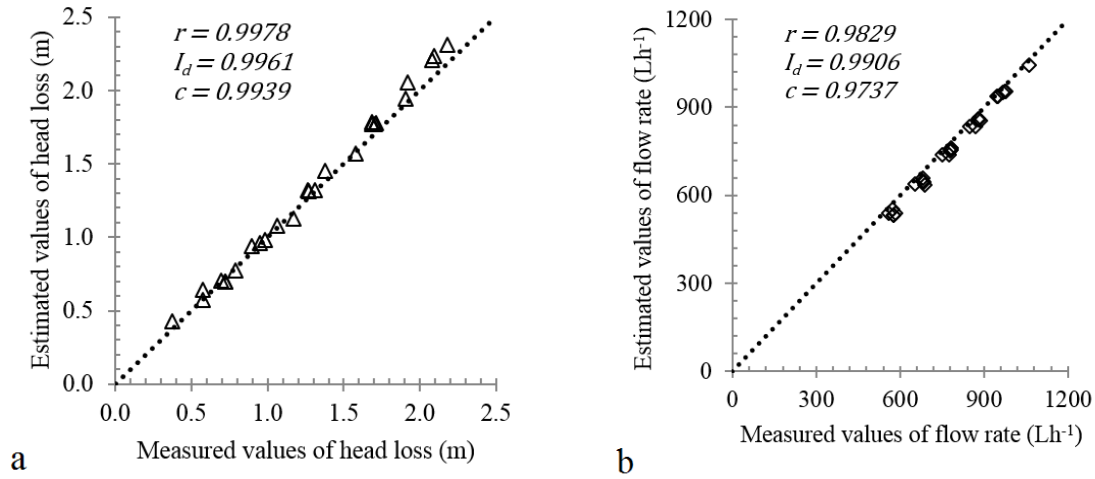 r = 0.9978
I_d = 0.9961
c = 0.9939
2.5
2.0
1.5
1.0
0.5
0.0
Estimated values of head loss (m)
0.0 0.5 1.0 1.5 2.0 2.5
Measured values of head loss (m)
a
r = 0.9829
I_d = 0.9906
c = 0.9737
1200
900
600
300
0
Estimated values of flow rate (Lh⁻¹)
0 300 600 900 1200
Measured values of flow rate (Lh⁻¹)
b